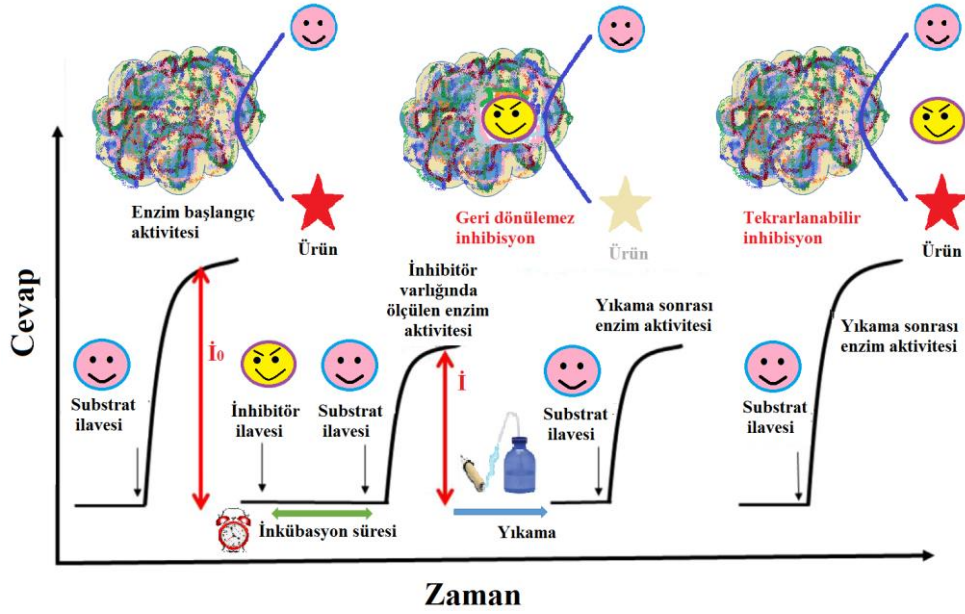 Enzim başlangıç
aktivitesi
Ürün
Geri dönülemez
inhibisyon
Ürün
Tekrarlanabilir
inhibisyon
Ürün
Cevap
Substrat
ilavesi
İ0
İnhibitör
ilavesi
Substrat
ilavesi
İnhibitör
varlığında
ölçülen enzim
aktivitesi
İ
İnkübasyon süresi
Yıkama
Yıkama sonrası
enzim aktivitesi
Substrat
ilavesi
Yıkama sonrası
enzim aktivitesi
Substrat
ilavesi
Zaman